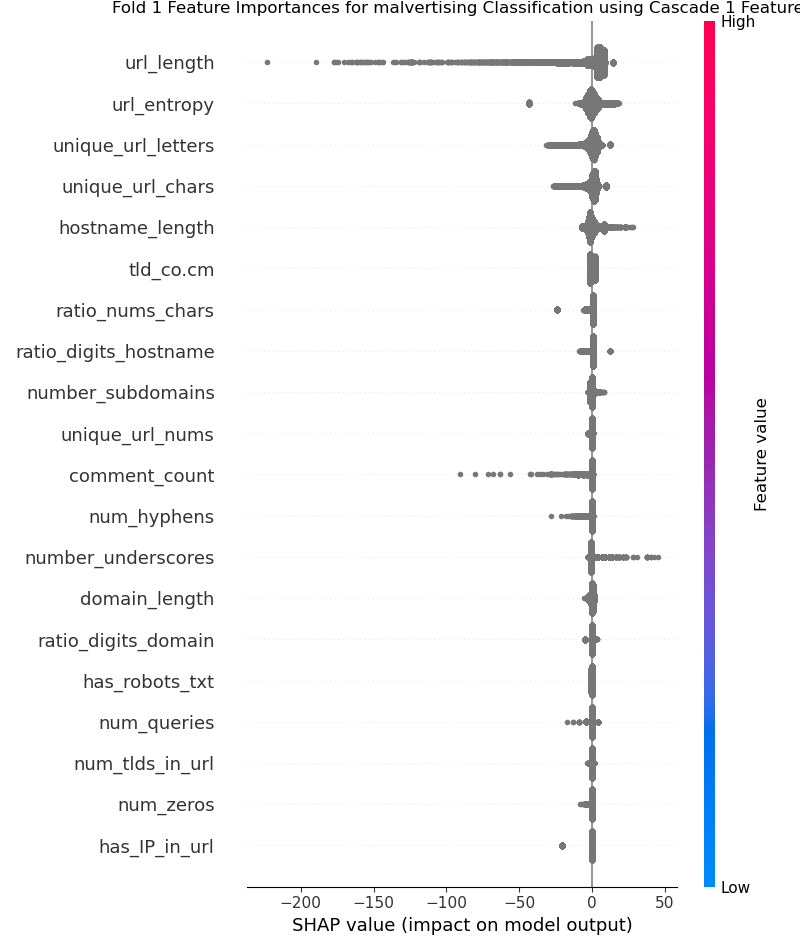 Fold 1 Feature Importances for malvertising Classification using Cascade 1 Feature
High
url_length
url_entropy
unique_url_letters
unique_url_chars
hostname_length
tld_co.cm
ratio_nums_chars
ratio_digits_hostname
number_subdomains
unique_url_nums
comment_count
num_hyphens
number_underscores
domain_length
ratio_digits_domain
has_robots_txt
num_queries
num_tlds_in_url
num_zeros
has_IP_in_url
Feature value
Low
−200 −150 −100 −50 0 50
SHAP value (impact on model output)